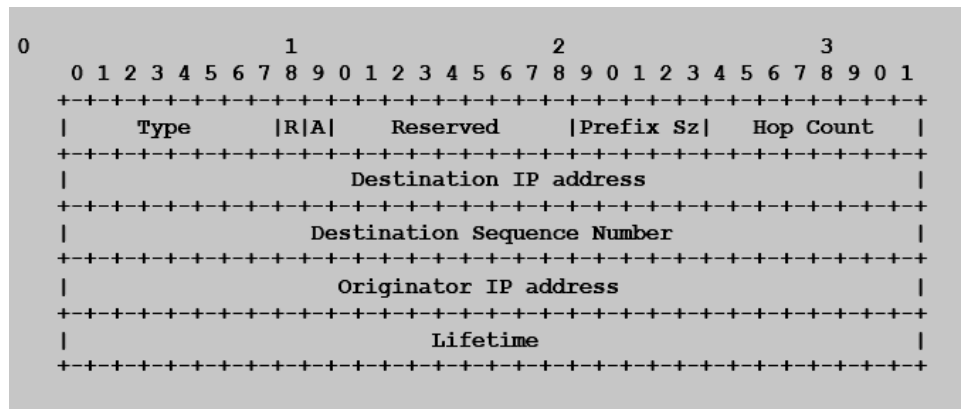 0                   1                   2                   3
0 1 2 3 4 5 6 7 8 9 0 1 2 3 4 5 6 7 8 9 0 1 2 3 4 5 6 7 8 9 0 1
+-+-+-+-+-+-+-+-+-+-+-+-+-+-+-+-+-+-+-+-+-+-+-+-+-+-+-+-+-+-+-+-+
|     Type      |R|A|    Reserved     |Prefix Sz|   Hop Count   |
+-+-+-+-+-+-+-+-+-+-+-+-+-+-+-+-+-+-+-+-+-+-+-+-+-+-+-+-+-+-+-+-+
|                     Destination IP address                    |
+-+-+-+-+-+-+-+-+-+-+-+-+-+-+-+-+-+-+-+-+-+-+-+-+-+-+-+-+-+-+-+-+
|                  Destination Sequence Number                  |
+-+-+-+-+-+-+-+-+-+-+-+-+-+-+-+-+-+-+-+-+-+-+-+-+-+-+-+-+-+-+-+-+
|                    Originator IP address                      |
+-+-+-+-+-+-+-+-+-+-+-+-+-+-+-+-+-+-+-+-+-+-+-+-+-+-+-+-+-+-+-+-+
|                           Lifetime                            |
+-+-+-+-+-+-+-+-+-+-+-+-+-+-+-+-+-+-+-+-+-+-+-+-+-+-+-+-+-+-+-+-+